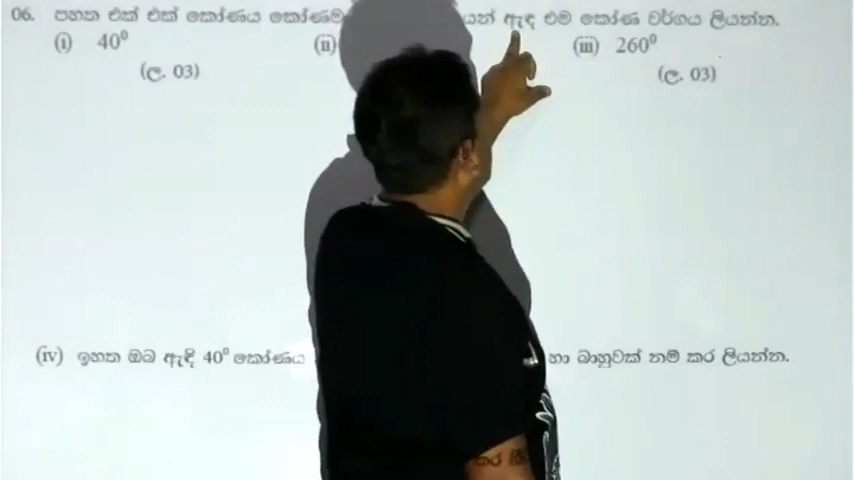 06. පහත එක් එක් කෝණය කෝණම යන් ඇඳ එම කෝණ වර්ගය ලියන්න.
(i) 40⁰ (ii) (iii) 260⁰
(ල. 03) (ල. 03)
(iv) ඉහත ඔබ ඇඳි 40⁰ කෝණය හා බාහුවක් නම් කර ලියන්න.